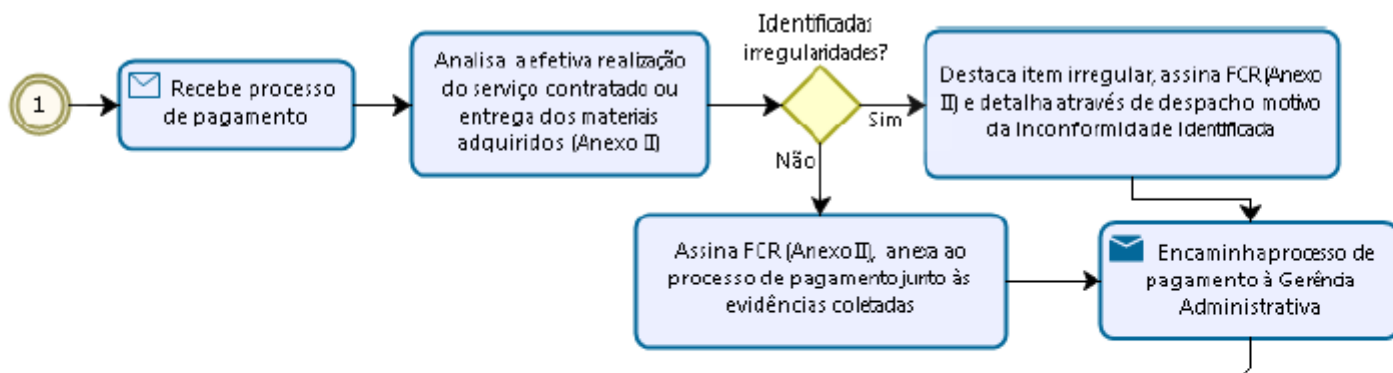 1
Recebe processo
de pagamento
Analisa a efetiva realização
do serviço contratado ou
entrega dos materiais
adquiridos (Anexo II)
Identificadas
irregularidades?
Sim
Não
Destaca item irregular, assina FCR (Anexo
II) e detalha através de despacho motivo
da inconformidade identificada
Assina FCR (Anexo II), anexa ao
processo de pagamento junto às
evidências coletadas
Encaminha processo de
pagamento à Gerência
Administrativa